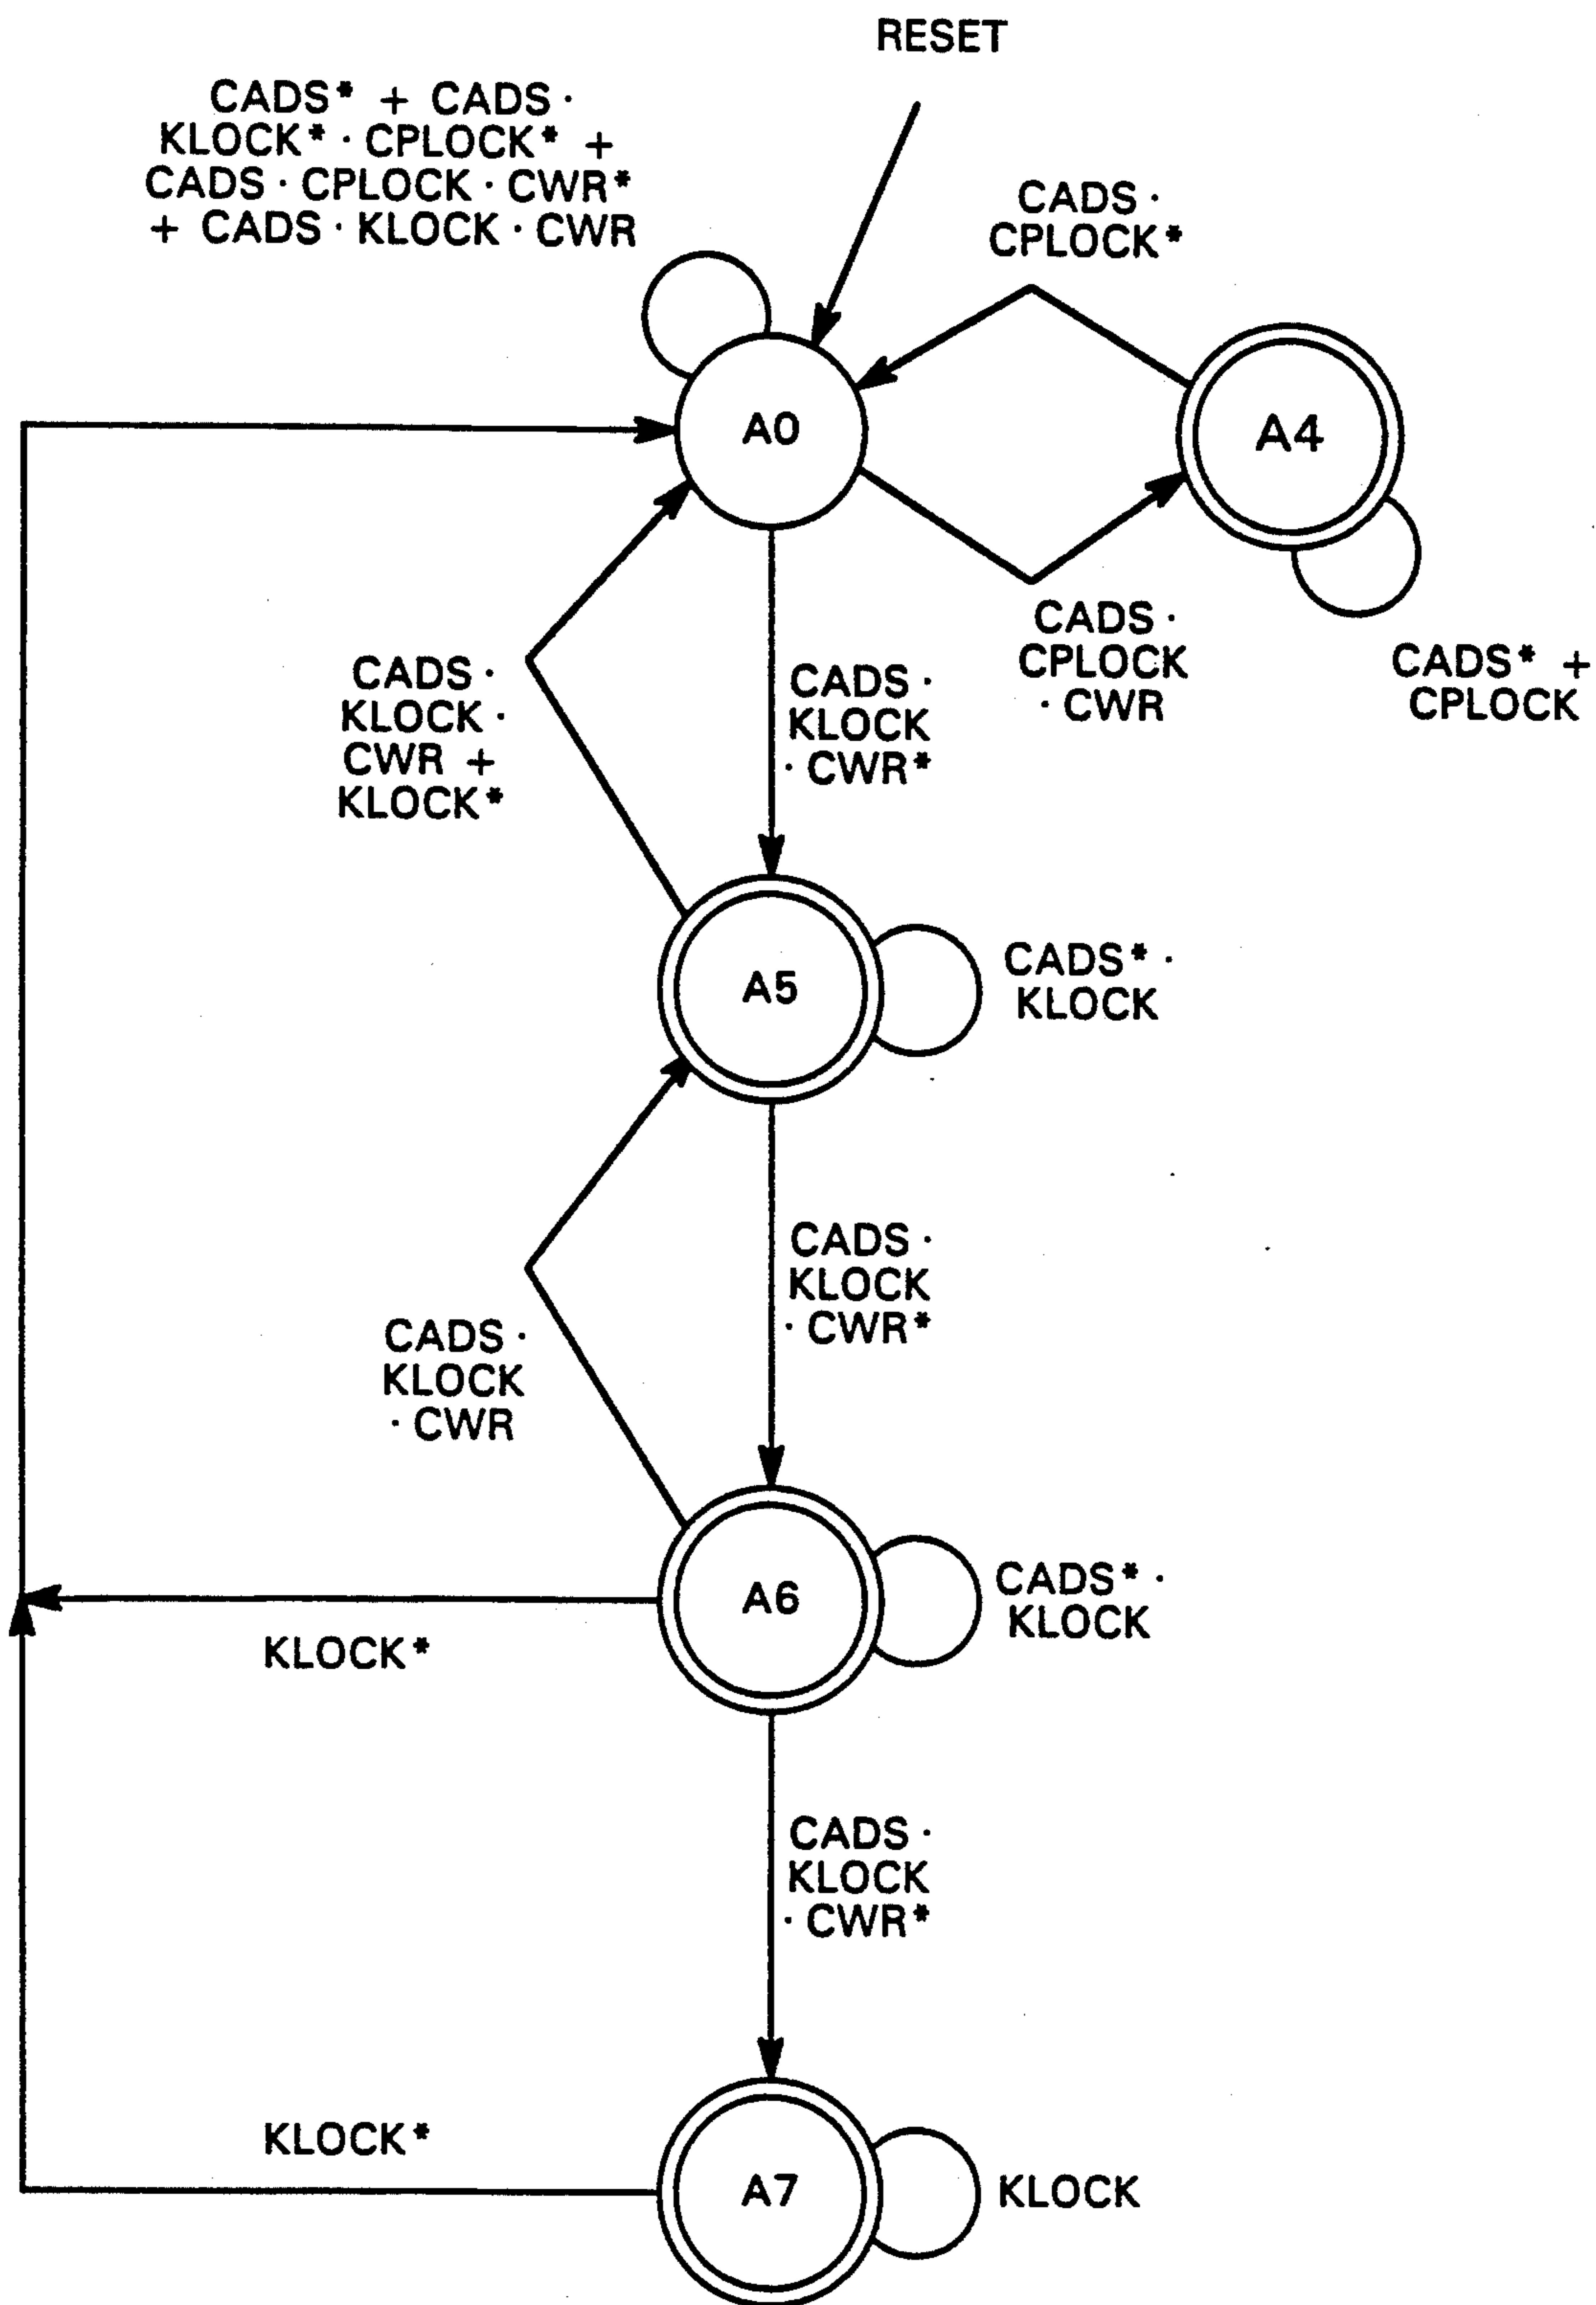 RESET
CADS* + CADS ·
KLOCK* · CPLOCK* +
CADS · CPLOCK · CWR*
+ CADS · KLOCK · CWR
CADS ·
CPLOCK*
A0
A4
CADS ·
CPLOCK
· CWR
CADS* +
CPLOCK
CADS ·
KLOCK ·
CWR +
KLOCK*
CADS ·
KLOCK
· CWR*
A5
CADS* ·
KLOCK
CADS ·
KLOCK
· CWR*
CADS ·
KLOCK
· CWR
A6
CADS* ·
KLOCK
KLOCK*
CADS ·
KLOCK
· CWR*
KLOCK*
A7
KLOCK